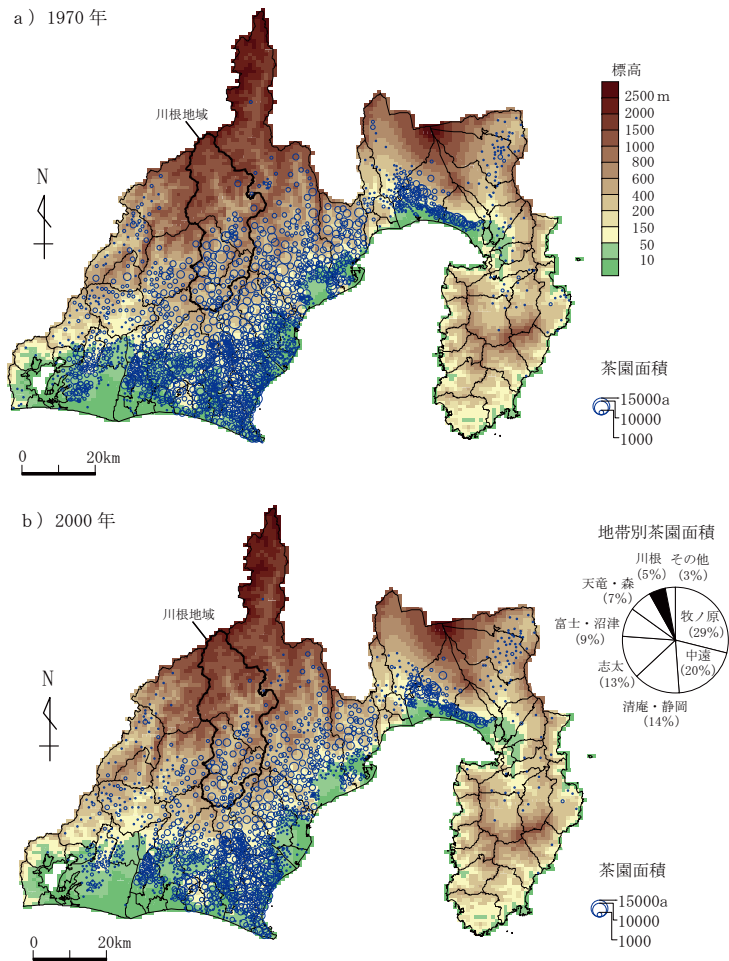 a）1970 年
川根地域
N
0
20km
標高
2500 m
2000
1500
1000
800
600
400
200
150
50
10
茶園面積
15000a
10000
1000
b）2000 年
川根地域
N
0
20km
地帯別茶園面積
川根
(5%)
その他
(3%)
天竜・森
(7%)
富士・沼津
(9%)
志太
(13%)
清庵・静岡
(14%)
中遠
(20%)
牧ノ原
(29%)
茶園面積
15000a
10000
1000